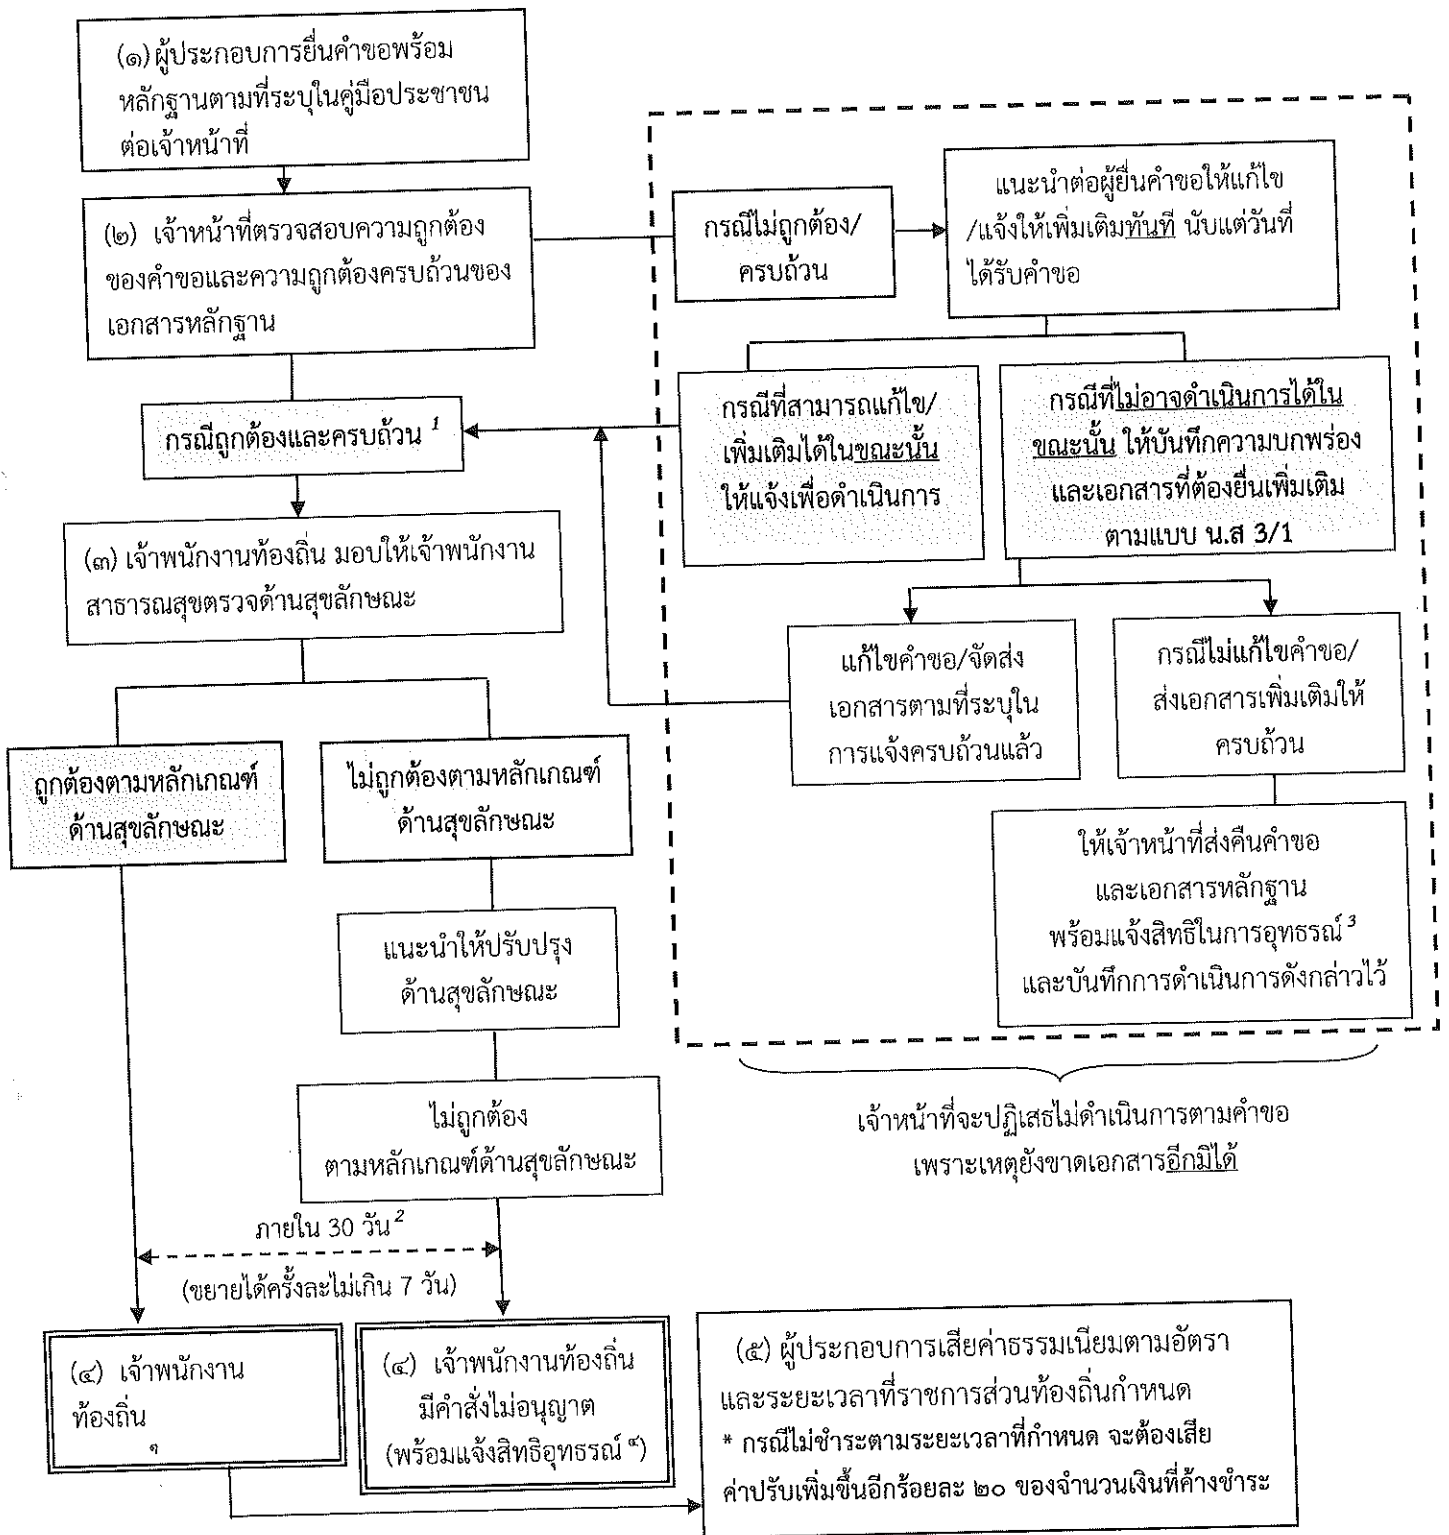 (๑) ผู้ประกอบการยื่นคำขอพร้อม
หลักฐานตามที่ระบุในคู่มือประชาชน
ต่อเจ้าหน้าที่
(๒) เจ้าหน้าที่ตรวจสอบความถูกต้อง
ของคำขอและความถูกต้องครบถ้วนของ
เอกสารหลักฐาน
กรณีไม่ถูกต้อง/
ครบถ้วน
แนะนำต่อผู้ยื่นคำขอให้แก้ไข
/แจ้งให้เพิ่มเติมทันที นับแต่วันที่
ได้รับคำขอ
กรณีถูกต้องและครบถ้วน 1
กรณีที่สามารถแก้ไข/
เพิ่มเติมได้ในขณะนั้น
ให้แจ้งเพื่อดำเนินการ
กรณีที่ไม่อาจดำเนินการได้ใน
ขณะนั้น ให้บันทึกความบกพร่อง
และเอกสารที่ต้องยื่นเพิ่มเติม
ตามแบบ น.ส 3/1
(๓) เจ้าพนักงานท้องถิ่น มอบให้เจ้าพนักงาน
สาธารณสุขตรวจด้านสุขลักษณะ
แก้ไขคำขอ/จัดส่ง
เอกสารตามที่ระบุใน
การแจ้งครบถ้วนแล้ว
กรณีไม่แก้ไขคำขอ/
ส่งเอกสารเพิ่มเติมให้
ครบถ้วน
ถูกต้องตามหลักเกณฑ์
ด้านสุขลักษณะ
ไม่ถูกต้องตามหลักเกณฑ์
ด้านสุขลักษณะ
ให้เจ้าหน้าที่ส่งคืนคำขอ
และเอกสารหลักฐาน
พร้อมแจ้งสิทธิในการอุทธรณ์ 3
และบันทึกการดำเนินการดังกล่าวไว้
แนะนำให้ปรับปรุง
ด้านสุขลักษณะ
ไม่ถูกต้อง
ตามหลักเกณฑ์ด้านสุขลักษณะ
เจ้าหน้าที่จะปฏิเสธไม่ดำเนินการตามคำขอ
เพราะเหตุยังขาดเอกสารอีกมิได้
ภายใน 30 วัน 2
(ขยายได้ครั้งละไม่เกิน 7 วัน)
(๔) เจ้าพนักงาน
ท้องถิ่น
(๔) เจ้าพนักงานท้องถิ่น
มีคำสั่งไม่อนุญาต
(พร้อมแจ้งสิทธิอุทธรณ์ ๔)
(๕) ผู้ประกอบการเสียค่าธรรมเนียมตามอัตรา
และระยะเวลาที่ราชการส่วนท้องถิ่นกำหนด
* กรณีไม่ชำระตามระยะเวลาที่กำหนด จะต้องเสีย
ค่าปรับเพิ่มขึ้นอีกร้อยละ ๒๐ ของจำนวนเงินที่ค้างชำระ